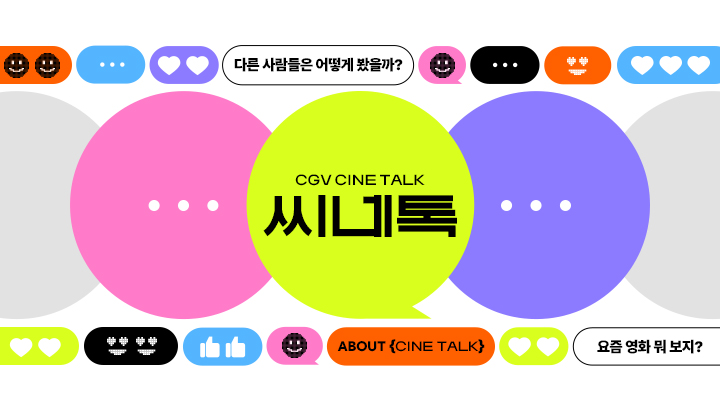 다른 사람들은 어떻게 봤을까?
CGV CINE TALK
씨네톡
ABOUT {CINE TALK}
요즘 영화 뭐 보지?